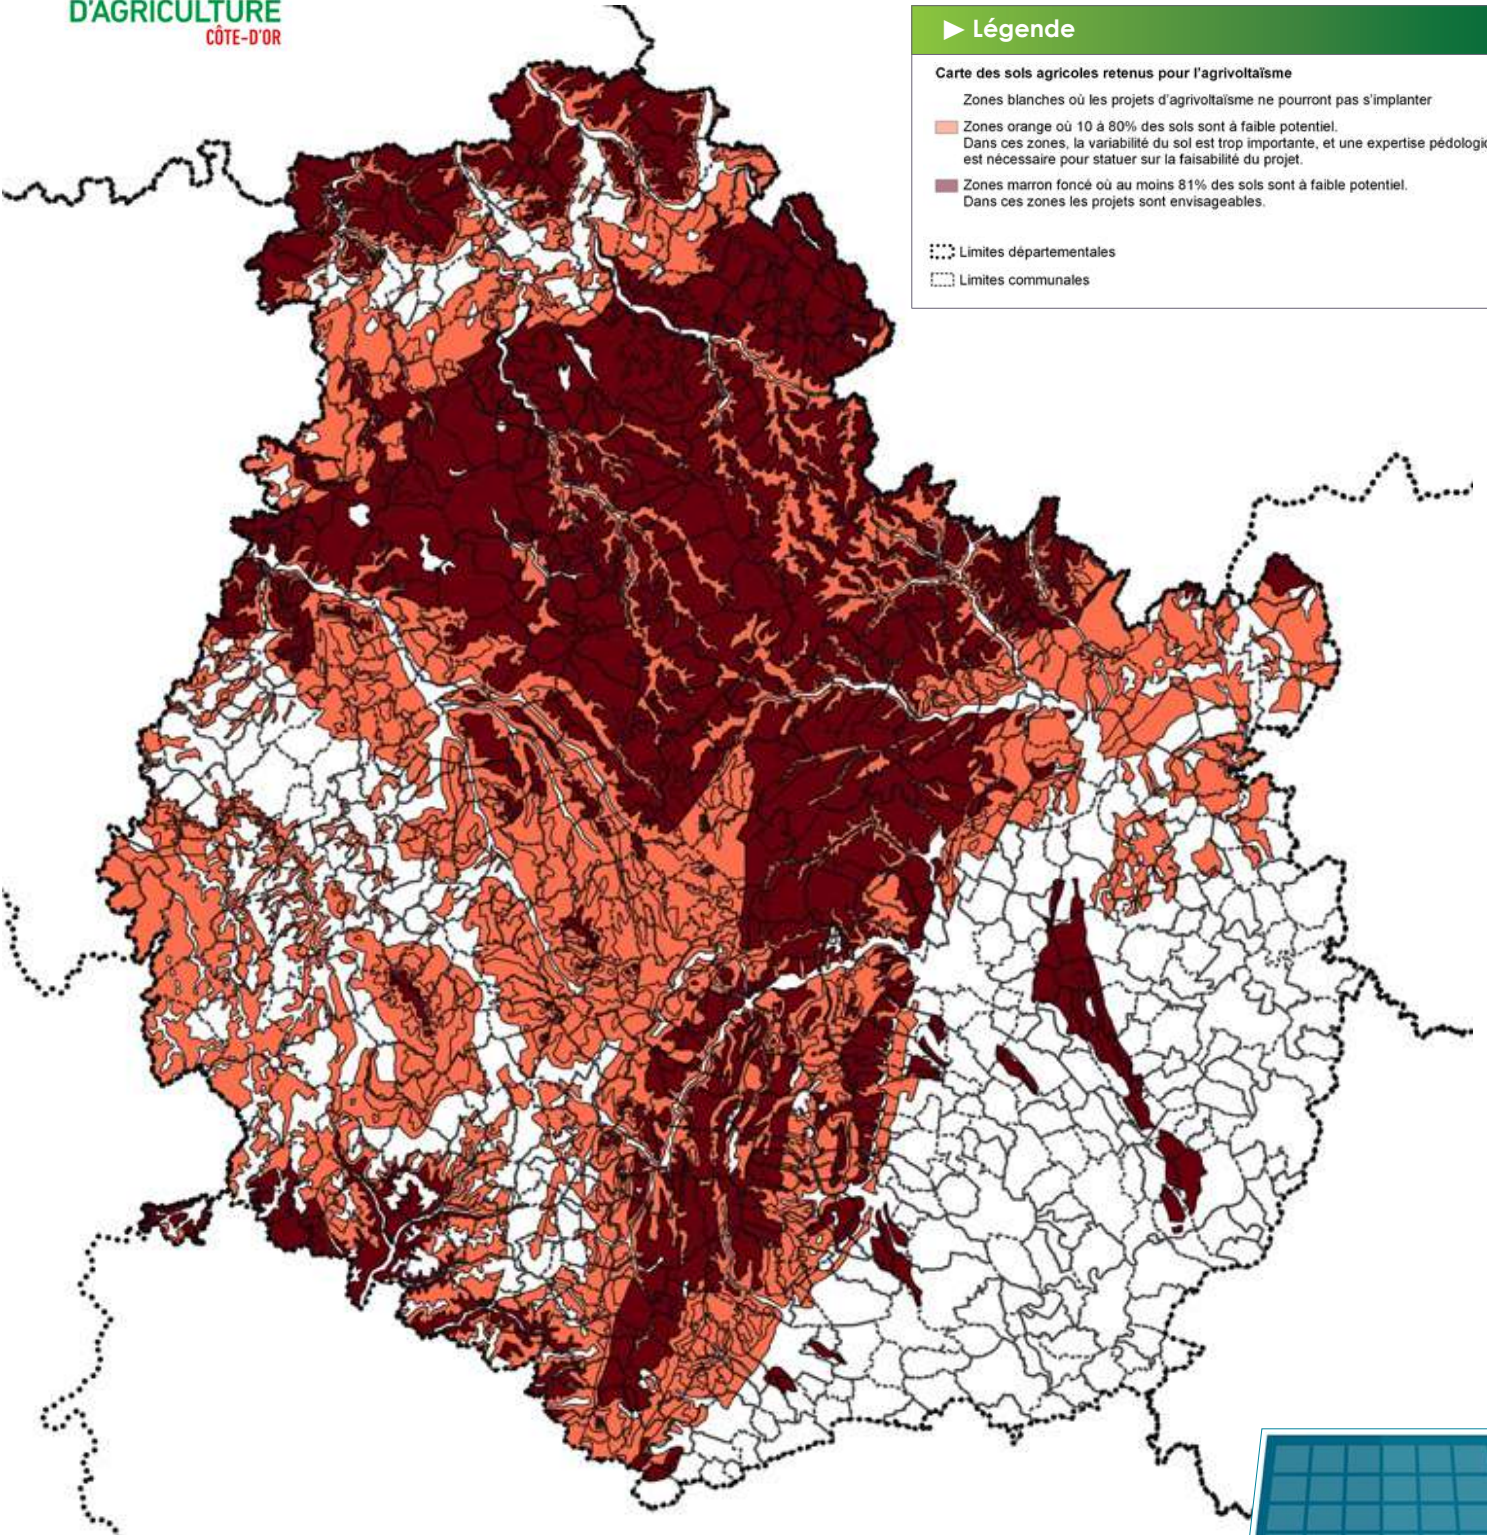 D'AGRICULTURE
CÔTE-D'OR
► Légende
Carte des sols agricoles retenus pour l'agrivoltaïsme
Zones blanches où les projets d'agrivoltaïsme ne pourront pas s'implanter
Zones orange où 10 à 80% des sols sont à faible potentiel.
Dans ces zones, la variabilité du sol est trop importante, et une expertise pédologiq
est nécessaire pour statuer sur la faisabilité du projet.
Zones marron foncé où au moins 81% des sols sont à faible potentiel.
Dans ces zones les projets sont envisageables.
Limites départementales
Limites communales